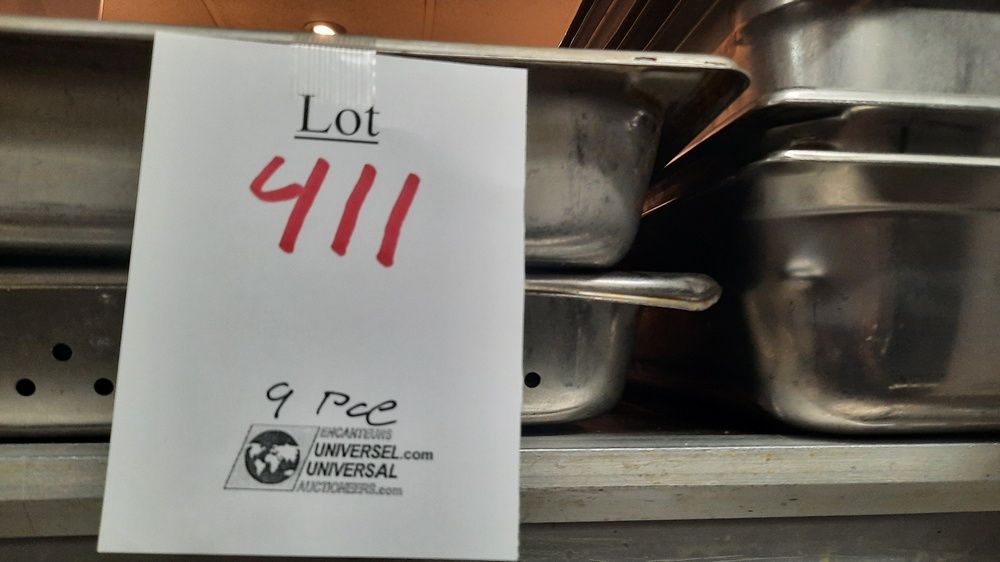 Lot
411
9 Pce
ENCANTEURS
UNIVERSEL.com
UNIVERSAL
AUCTIONEERS.com